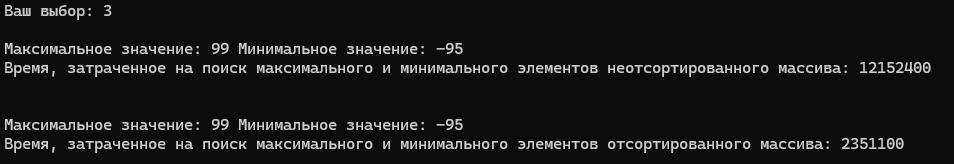 Ваш выбор: 3
Максимальное значение: 99 Минимальное значение: -95
Время, затраченное на поиск максимального и минимального элементов неотсортированного массива: 12152400
Максимальное значение: 99 Минимальное значение: -95
Время, затраченное на поиск максимального и минимального элементов отсортированного массива: 2351100